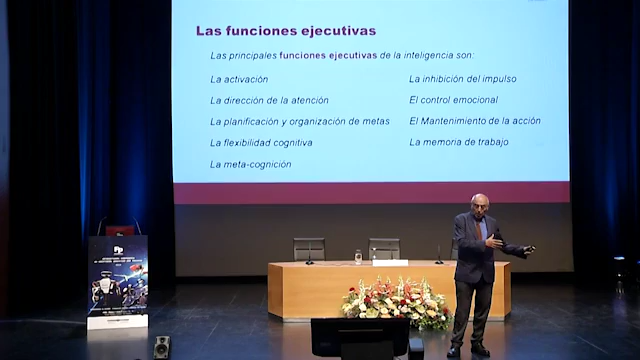 Las funciones ejecutivas
Las principales funciones ejecutivas de la inteligencia son:
La activación
La dirección de la atención
La planificación y organización de metas
La flexibilidad cognitiva
La meta-cognición
La inhibición del impulso
El control emocional
El Mantenimiento de la acción
La memoria de trabajo